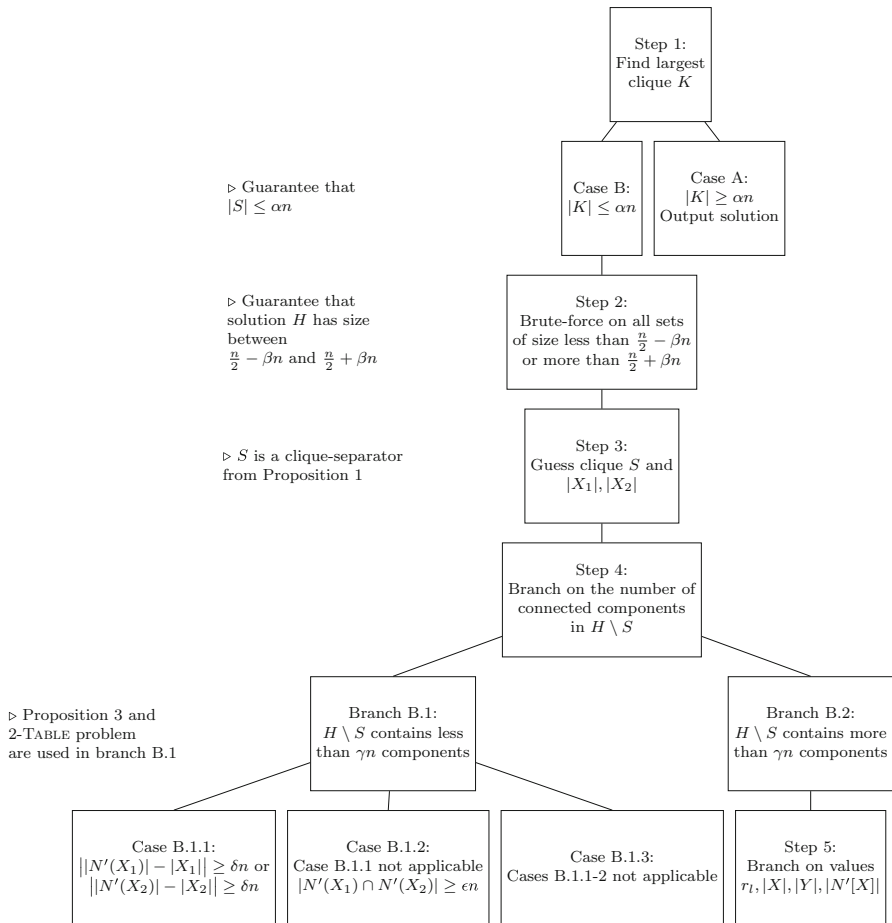 Step 1:
Find largest
clique K
▷ Guarantee that
|S| ≤ αn
Case B:
|K| ≤ αn
Case A:
|K| ≥ αn
Output solution
▷ Guarantee that
solution H has size
between
n/2 − βn and n/2 + βn
Step 2:
Brute-force on all sets
of size less than n/2 − βn
or more than n/2 + βn
▷ S is a clique-separator
from Proposition 1
Step 3:
Guess clique S and
|X₁|, |X₂|
Step 4:
Branch on the number of
connected components
in H \ S
▷ Proposition 3 and
2-TABLE problem
are used in branch B.1
Branch B.1:
H \ S contains less
than γn components
Branch B.2:
H \ S contains more
than γn components
Case B.1.1:
||N′(X₁)| − |X₁|| ≥ δn or
||N′(X₂)| − |X₂|| ≥ δn
Case B.1.2:
Case B.1.1 not applicable
|N′(X₁) ∩ N′(X₂)| ≥ ϵn
Case B.1.3:
Cases B.1.1-2 not applicable
Step 5:
Branch on values
rₗ, |X|, |Y|, |N′[X]|